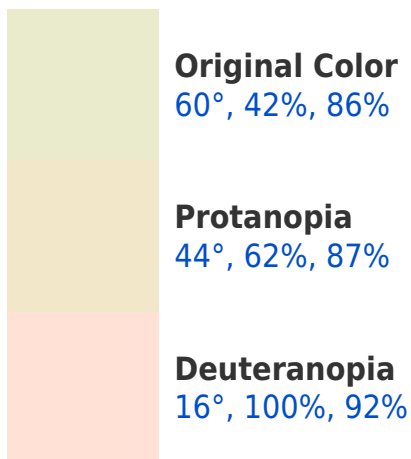 Original Color
60°, 42%, 86%
Protanopia
44°, 62%, 87%
Deuteranopia
16°, 100%, 92%